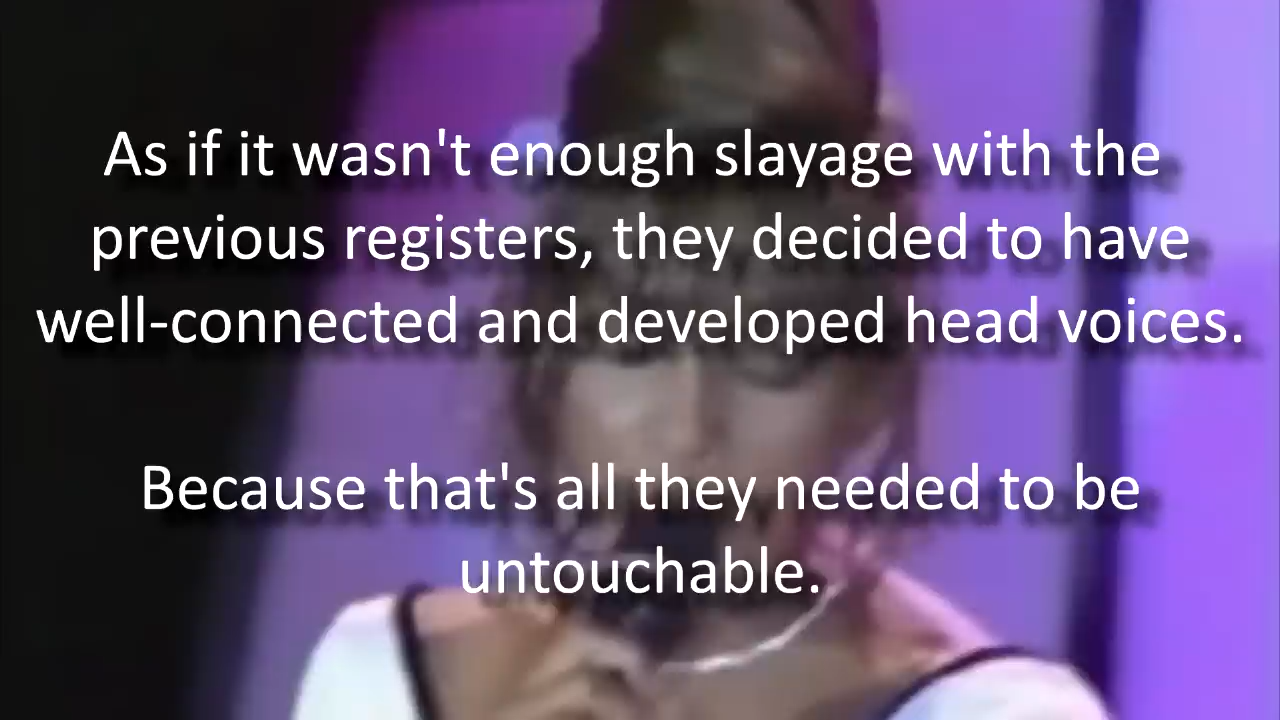 As if it wasn't enough slayage with the
previous registers, they decided to have
well-connected and developed head voices.
Because that's all they needed to be
untouchable.